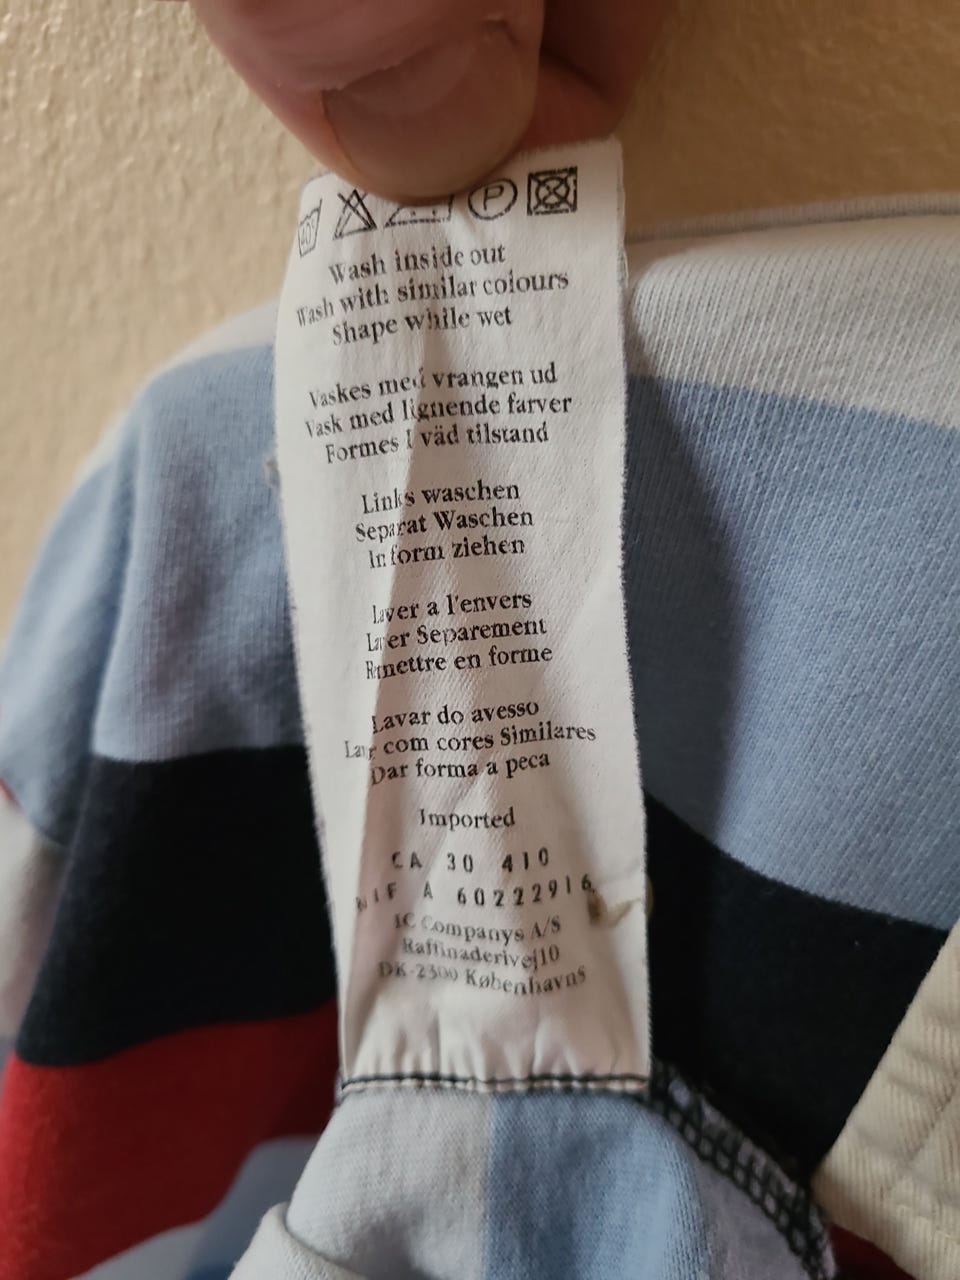 40°
P
Wash inside out
Wash with similar colours
Shape while wet
Vaskes med vrangen ud
Vask med lignende farver
Formes I väd tilstand
Links waschen
Separat Waschen
In form ziehen
Laver a l'envers
Laver Separement
Remettre en forme
Lavar do avesso
Lavar com cores Similares
Dar forma a peca
Imported
CA 30 410
NIF A 60222916
IC Companys A/S
Raffinaderivej10
DK-2300 Københavns